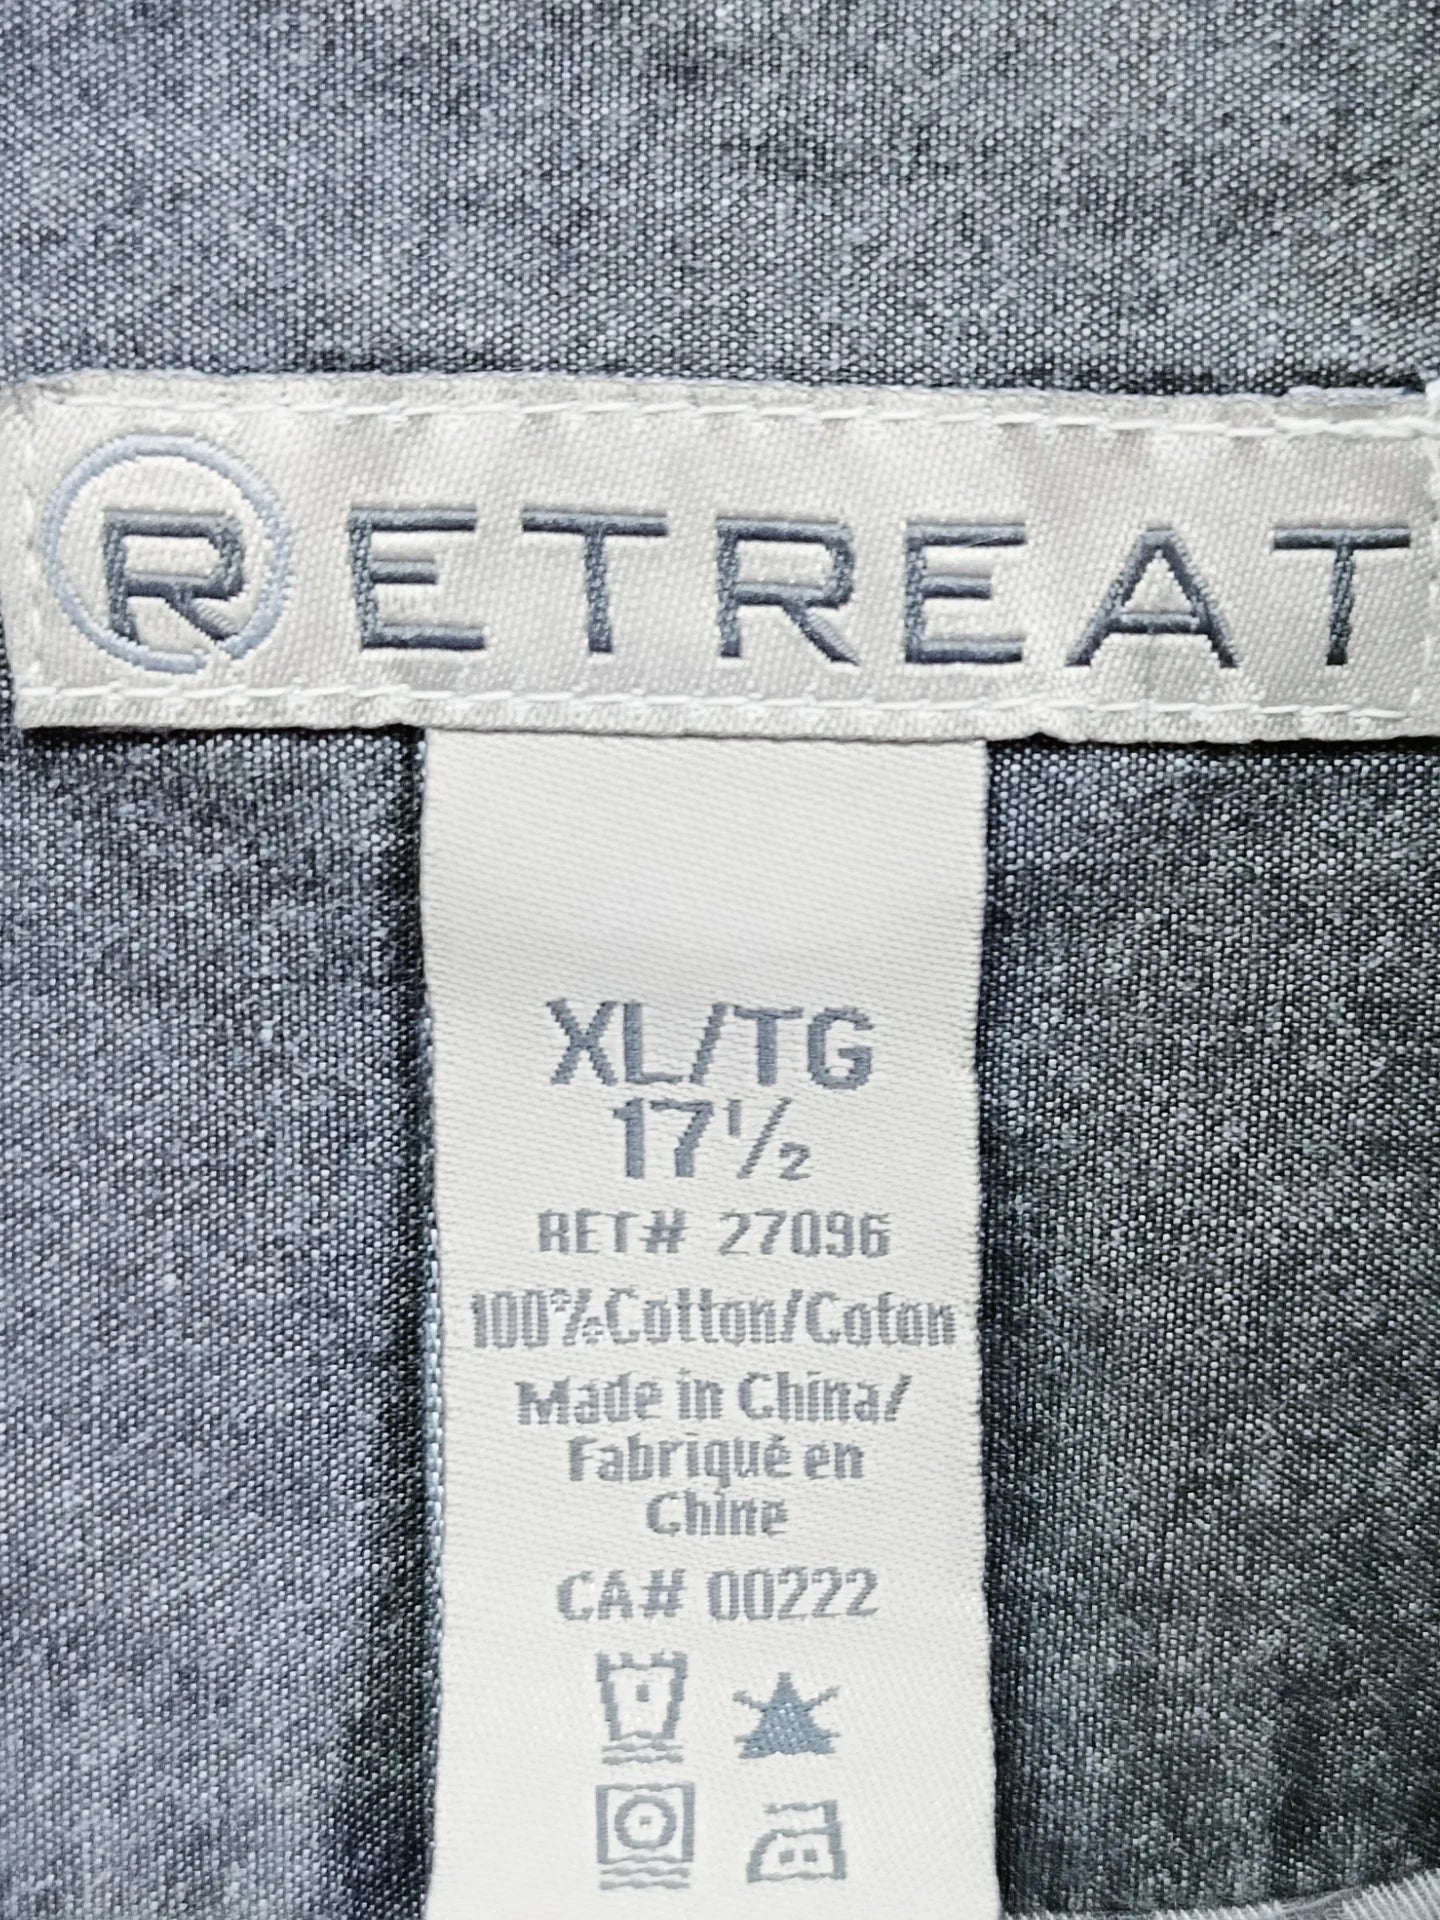 RETREAT
XL/TG
17½
RET# 27096
100% Cotton/Coton
Made in China/
Fabriqué en
Chine
CA# 00222